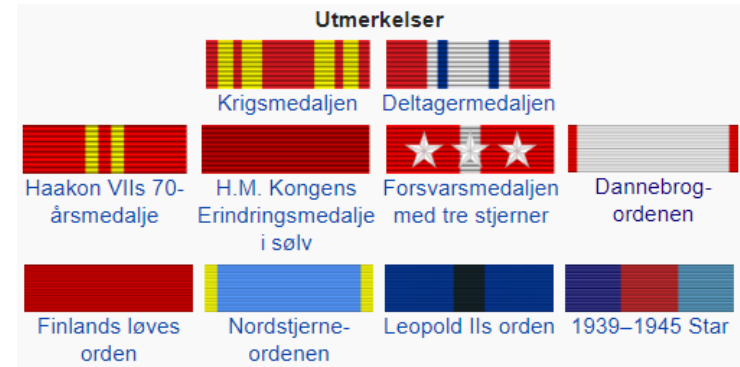 Utmerkelser
Krigsmedaljen
Deltagermedaljen
Haakon VIIs 70-
årsmedalje
H.M. Kongens
Erindringsmedalje
i sølv
Forsvarsmedaljen
med tre stjerner
Dannebrog-
ordenen
Finlands løves
orden
Nordstjerne-
ordenen
Leopold IIs orden
1939–1945 Star